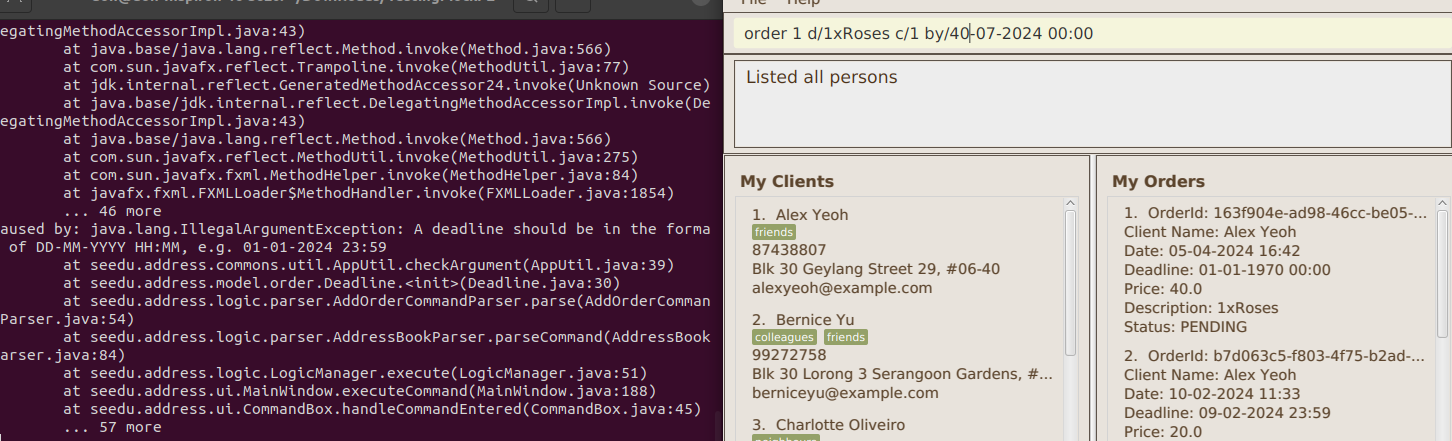 egatingMethodAccessorImpl.java:43)
at java.base/java.lang.reflect.Method.invoke(Method.java:566)
at com.sun.javafx.reflect.Trampoline.invoke(MethodUtil.java:77)
at jdk.internal.reflect.GeneratedMethodAccessor24.invoke(Unknown Source)
at java.base/jdk.internal.reflect.DelegatingMethodAccessorImpl.invoke(De
egatingMethodAccessorImpl.java:43)
at java.base/java.lang.reflect.Method.invoke(Method.java:566)
at com.sun.javafx.reflect.MethodUtil.invoke(MethodUtil.java:275)
at com.sun.javafx.fxml.MethodHelper.invoke(MethodHelper.java:84)
at javafx.fxml.FXMLLoader$MethodHandler.invoke(FXMLLoader.java:1854)
... 46 more
aused by: java.lang.IllegalArgumentException: A deadline should be in the forma
of DD-MM-YYYY HH:MM, e.g. 01-01-2024 23:59
at seedu.address.commons.util.AppUtil.checkArgument(AppUtil.java:39)
at seedu.address.model.order.Deadline.<init>(Deadline.java:30)
at seedu.address.logic.parser.AddOrderCommandParser.parse(AddOrderComman
Parser.java:54)
at seedu.address.logic.parser.AddressBookParser.parseCommand(AddressBook
arser.java:84)
at seedu.address.logic.LogicManager.execute(LogicManager.java:51)
at seedu.address.ui.MainWindow.executeCommand(MainWindow.java:188)
at seedu.address.ui.CommandBox.handleCommandEntered(CommandBox.java:45)
... 57 more
File Help
order 1 d/1xRoses c/1 by/40-07-2024 00:00
Listed all persons
My Clients
1. Alex Yeoh
friends
87438807
Blk 30 Geylang Street 29, #06-40
alexyeoh@example.com
2. Bernice Yu
colleagues friends
99272758
Blk 30 Lorong 3 Serangoon Gardens, #...
berniceyu@example.com
3. Charlotte Oliveiro
neighbours
My Orders
1. OrderId: 163f904e-ad98-46cc-be05-...
Client Name: Alex Yeoh
Date: 05-04-2024 16:42
Deadline: 01-01-1970 00:00
Price: 40.0
Description: 1xRoses
Status: PENDING
2. OrderId: b7d063c5-f803-4f75-b2ad-...
Client Name: Alex Yeoh
Date: 10-02-2024 11:33
Deadline: 09-02-2024 23:59
Price: 20.0